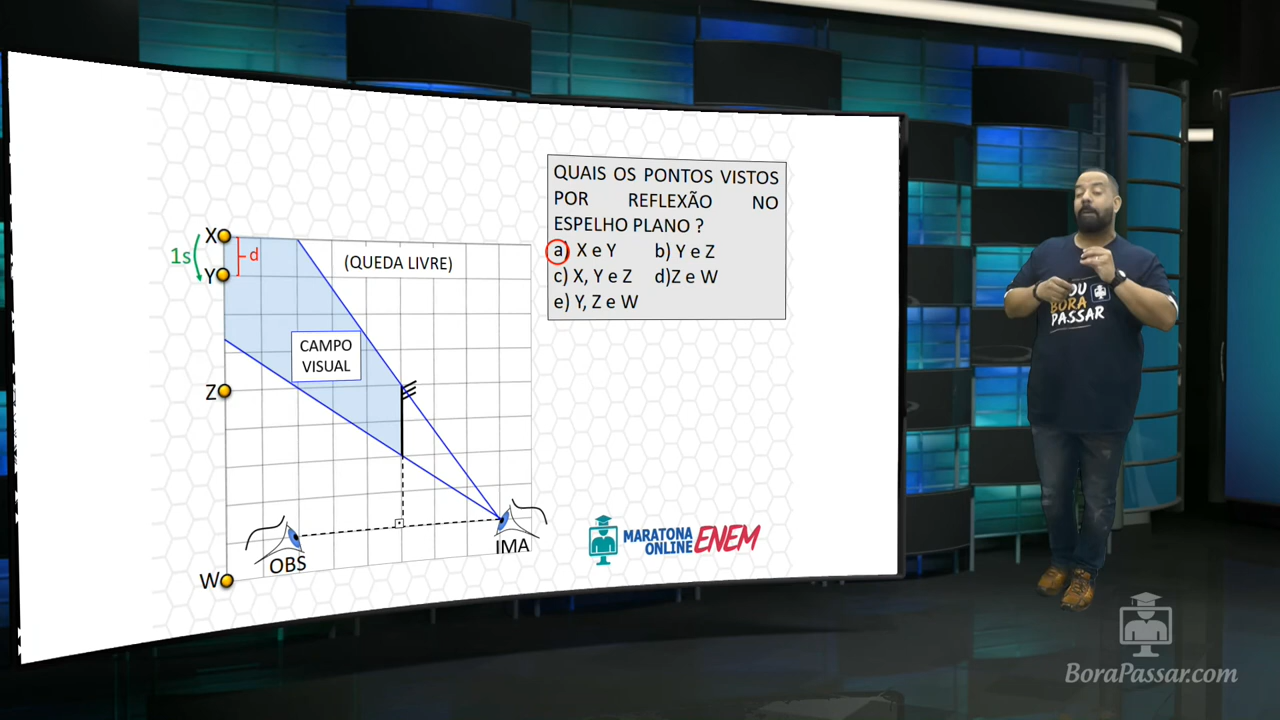 QUAIS OS PONTOS VISTOS
POR REFLEXÃO NO
ESPELHO PLANO ?
a) X e Y b) Y e Z
c) X, Y e Z d)Z e W
e) Y, Z e W
X
1s
d
Y
(QUEDA LIVRE)
CAMPO
VISUAL
Z
OBS
IMA
W
MARATONA
ONLINE ENEM
OU
BORA
PASSAR
BoraPassar.com